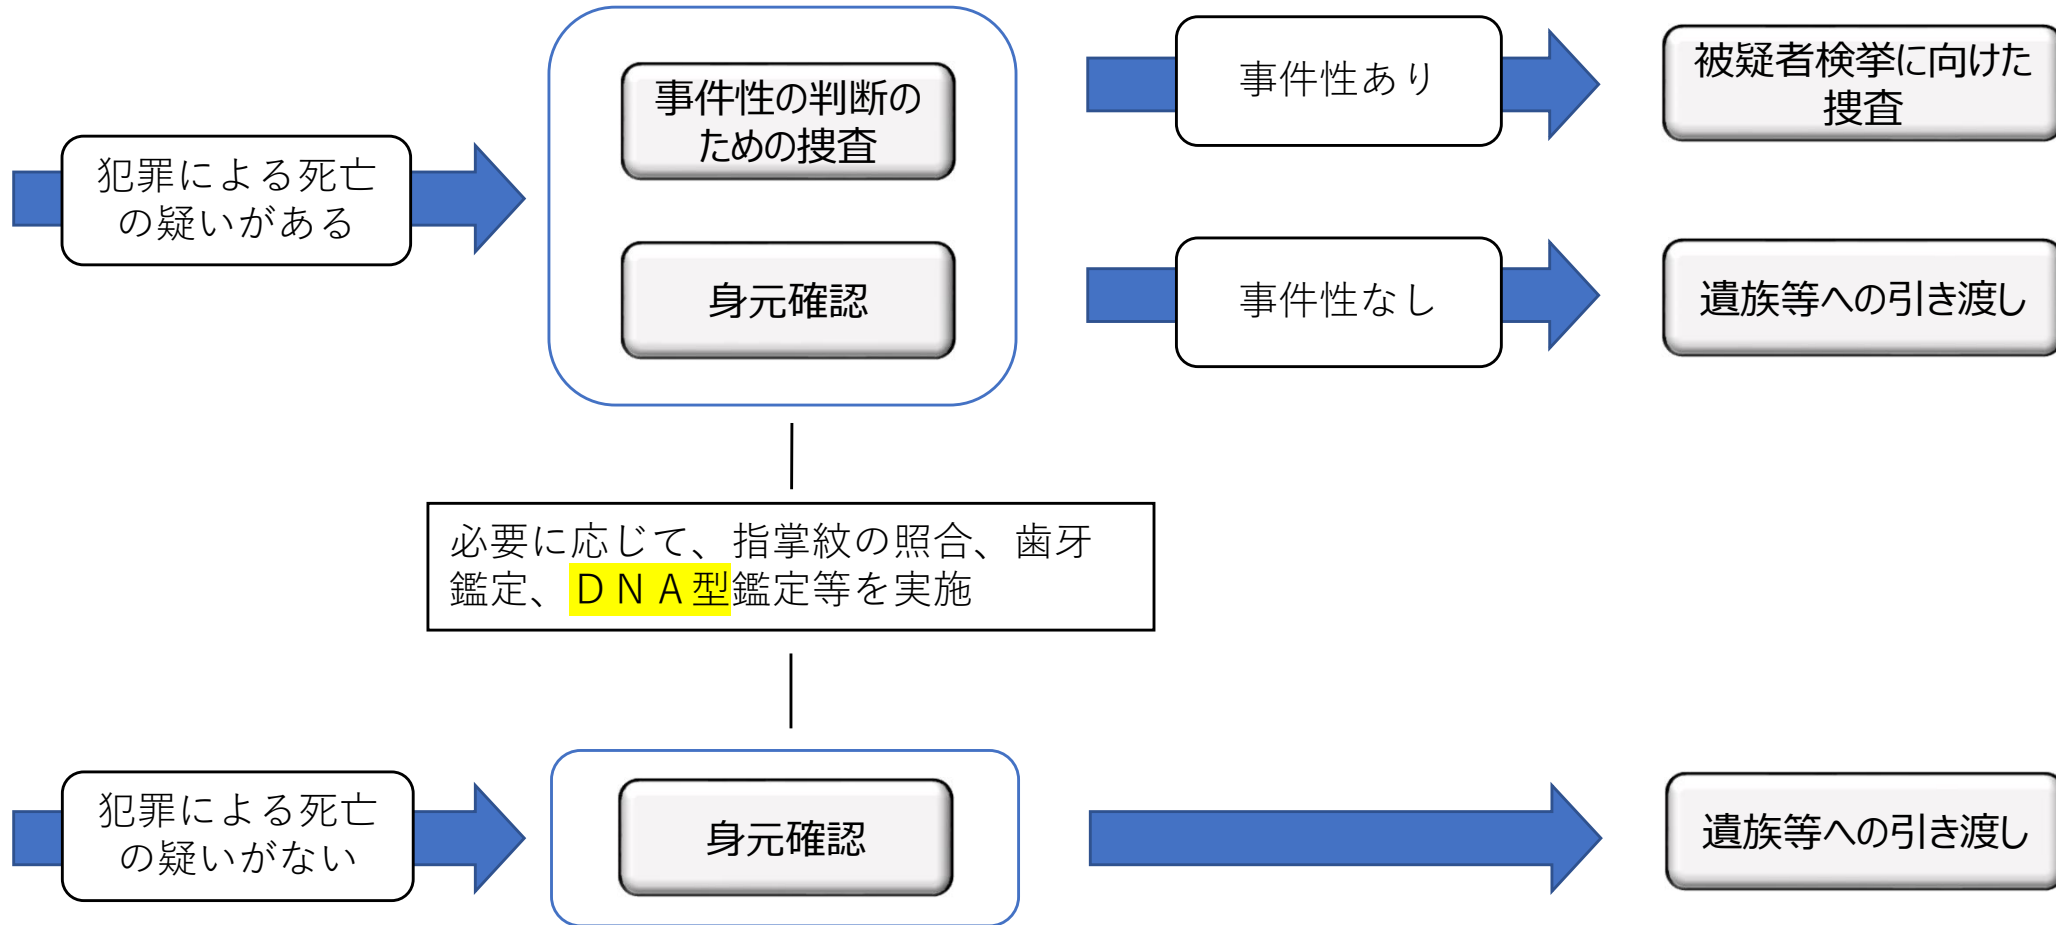 犯罪による死亡
の疑いがある
事件性の判断の
ための捜査
身元確認
事件性あり
被疑者検挙に向けた
捜査
事件性なし
遺族等への引き渡し
必要に応じて、指掌紋の照合、歯牙
鑑定、ＤＮＡ型鑑定等を実施
犯罪による死亡
の疑いがない
身元確認
遺族等への引き渡し